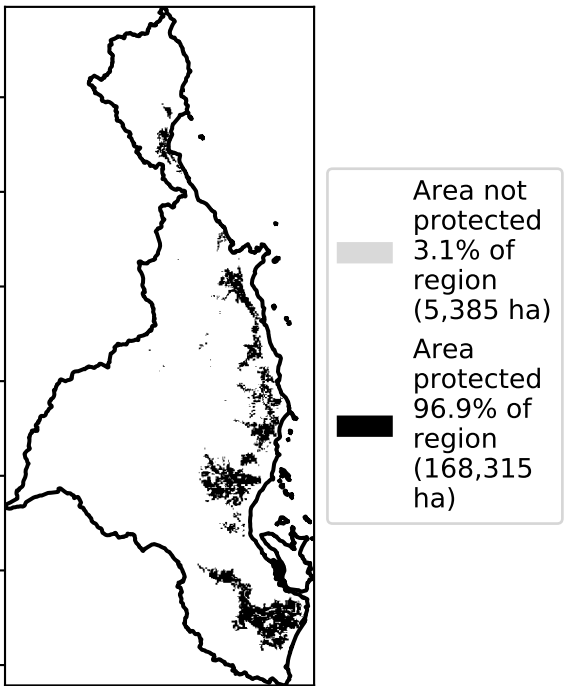 Area not
protected
3.1% of
region
(5,385 ha)
Area
protected
96.9% of
region
(168,315
ha)